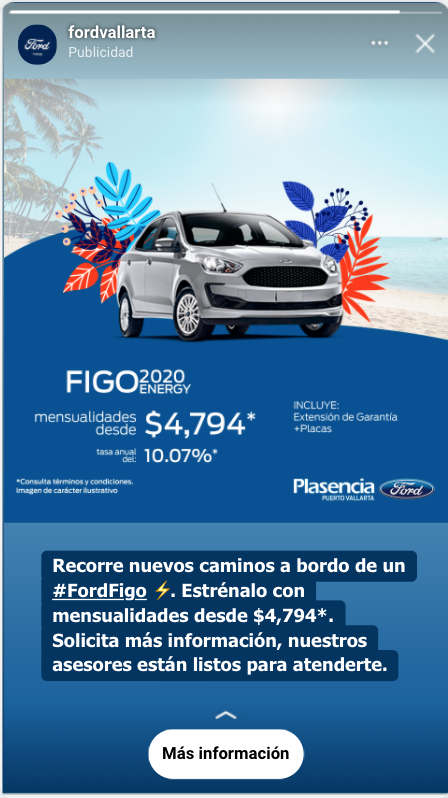 fordvallarta
Publicidad
Ford
FIGO 2020
ENERGY
mensualidades
desde $4,794*
tasa anual
del: 10.07%*
INCLUYE:
Extensión de Garantía
+Placas
*Consulta términos y condiciones.
imagen de carácter ilustrativo
Plasencia
PUERTO VALLARTA
Ford
Recorre nuevos caminos a bordo de un
#FordFigo ⚡. Estrénalo con
mensualidades desde $4,794*.
Solicita más información, nuestros
asesores están listos para atenderte.
Más información